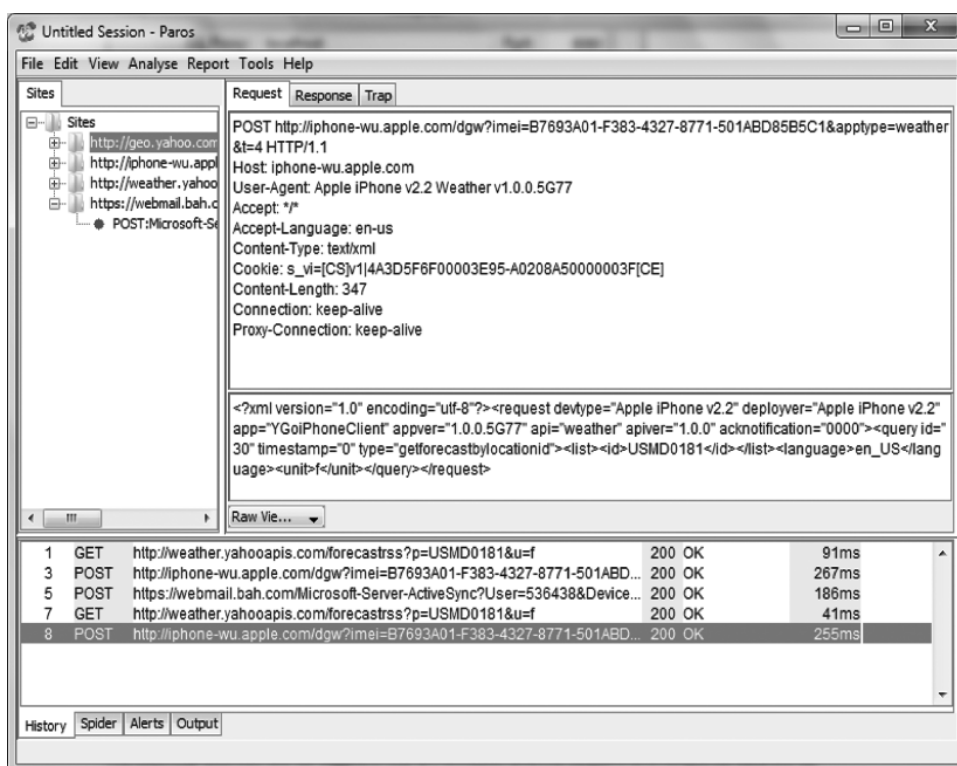 Untitled Session - Paros
File Edit View Analyse Report Tools Help
Sites
Request Response Trap
Sites
http://geo.yahoo.com
http://iphone-wu.appl
http://weather.yahoo
https://webmail.bah.c
POST:Microsoft-Se
POST http://iphone-wu.apple.com/dgw?imei=B7693A01-F383-4327-8771-501ABD85B5C1&apptype=weather
&t=4 HTTP/1.1
Host: iphone-wu.apple.com
User-Agent: Apple iPhone v2.2 Weather v1.0.0.5G77
Accept: */*
Accept-Language: en-us
Content-Type: text/xml
Cookie: s_vi=[CS]v1|4A3D5F6F00003E95-A0208A50000003F[CE]
Content-Length: 347
Connection: keep-alive
Proxy-Connection: keep-alive
<?xml version="1.0" encoding="utf-8"?><request devtype="Apple iPhone v2.2" deployver="Apple iPhone v2.2"
app="YGoiPhoneClient" appver="1.0.0.5G77" api="weather" apiver="1.0.0" acknotification="0000"><query id="
30" timestamp="0" type="getforecastbylocationid"><list><id>USMD0181</id></list><language>en_US</lang
uage><unit>f</unit></query></request>
Raw Vie...
1 GET http://weather.yahooapis.com/forecastrss?p=USMD0181&u=f 200 OK 91ms
3 POST http://iphone-wu.apple.com/dgw?imei=B7693A01-F383-4327-8771-501ABD... 200 OK 267ms
5 POST https://webmail.bah.com/Microsoft-Server-ActiveSync?User=536438&Device... 200 OK 186ms
7 GET http://weather.yahooapis.com/forecastrss?p=USMD0181&u=f 200 OK 41ms
8 POST http://iphone-wu.apple.com/dgw?imei=B7693A01-F383-4327-8771-501ABD... 200 OK 255ms
History Spider Alerts Output